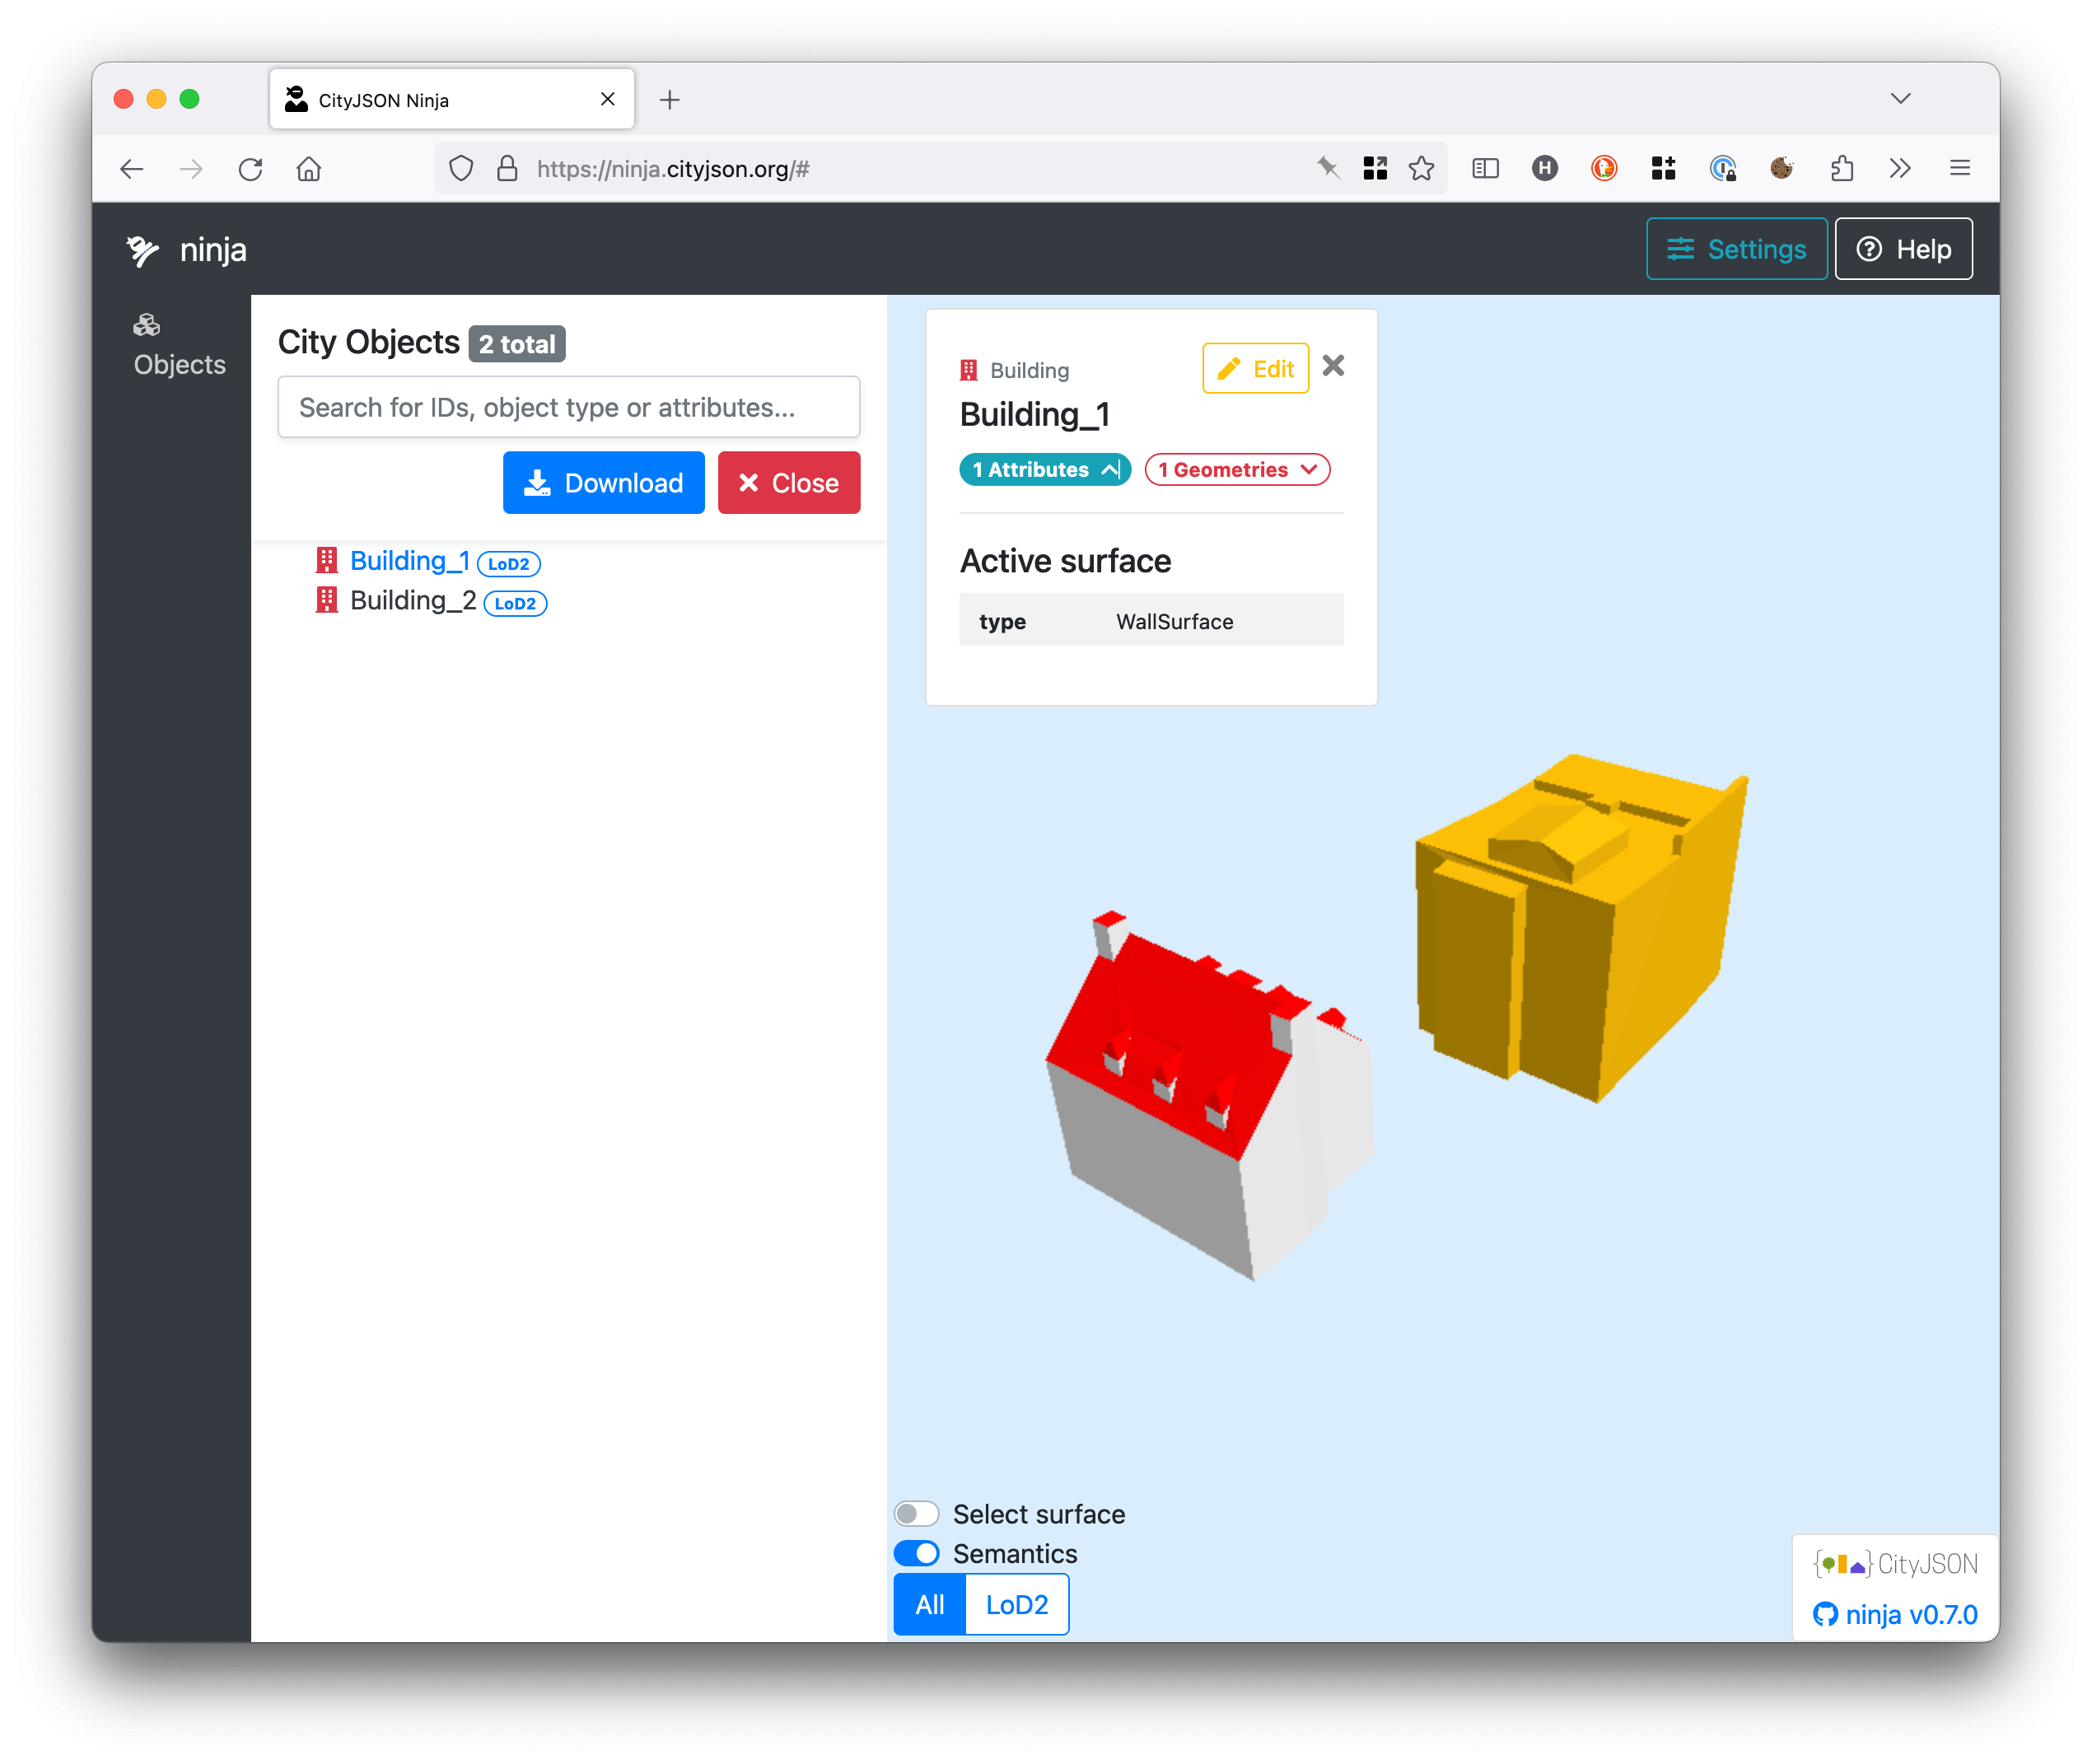 CityJSON Ninja
https://ninja.cityjson.org/#
H
ninja
Settings
Help
Objects
City Objects 2 total
Search for IDs, object type or attributes...
Download
Close
Building_1 LoD2
Building_2 LoD2
Building
Edit
Building_1
1 Attributes
1 Geometries
Active surface
type WallSurface
Select surface
Semantics
All LoD2
CityJSON
ninja v0.7.0